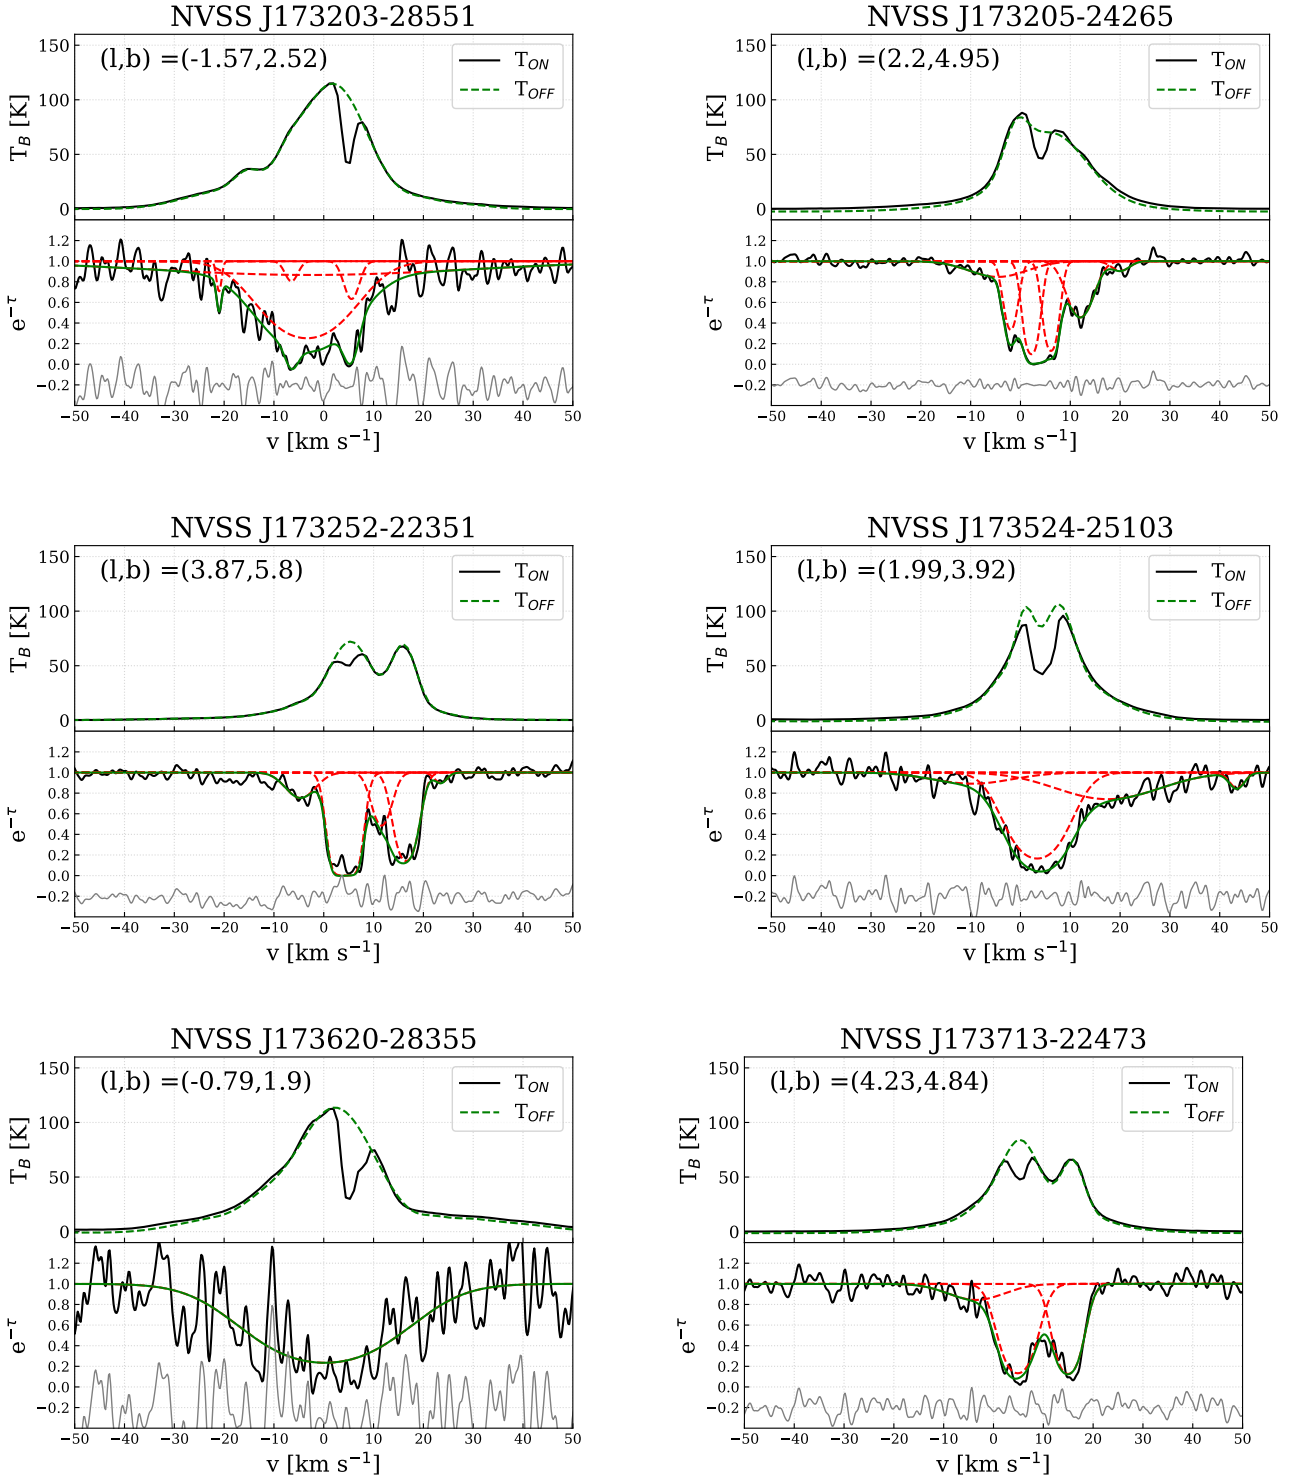 NVSS J173203-28551
(l,b) =(-1.57,2.52)
T_ON
T_OFF
T_B [K]
150
100
50
0
e^−τ
1.2
1.0
0.8
0.6
0.4
0.2
0.0
−0.2
−50 −40 −30 −20 −10 0 10 20 30 40 50
v [km s^−1]
NVSS J173205-24265
(l,b) =(2.2,4.95)
T_ON
T_OFF
T_B [K]
150
100
50
0
e^−τ
1.2
1.0
0.8
0.6
0.4
0.2
0.0
−0.2
−50 −40 −30 −20 −10 0 10 20 30 40 50
v [km s^−1]
NVSS J173252-22351
(l,b) =(3.87,5.8)
T_ON
T_OFF
T_B [K]
150
100
50
0
e^−τ
1.2
1.0
0.8
0.6
0.4
0.2
0.0
−0.2
−50 −40 −30 −20 −10 0 10 20 30 40 50
v [km s^−1]
NVSS J173524-25103
(l,b) =(1.99,3.92)
T_ON
T_OFF
T_B [K]
150
100
50
0
e^−τ
1.2
1.0
0.8
0.6
0.4
0.2
0.0
−0.2
−50 −40 −30 −20 −10 0 10 20 30 40 50
v [km s^−1]
NVSS J173620-28355
(l,b) =(-0.79,1.9)
T_ON
T_OFF
T_B [K]
150
100
50
0
e^−τ
1.2
1.0
0.8
0.6
0.4
0.2
0.0
−0.2
−50 −40 −30 −20 −10 0 10 20 30 40 50
v [km s^−1]
NVSS J173713-22473
(l,b) =(4.23,4.84)
T_ON
T_OFF
T_B [K]
150
100
50
0
e^−τ
1.2
1.0
0.8
0.6
0.4
0.2
0.0
−0.2
−50 −40 −30 −20 −10 0 10 20 30 40 50
v [km s^−1]